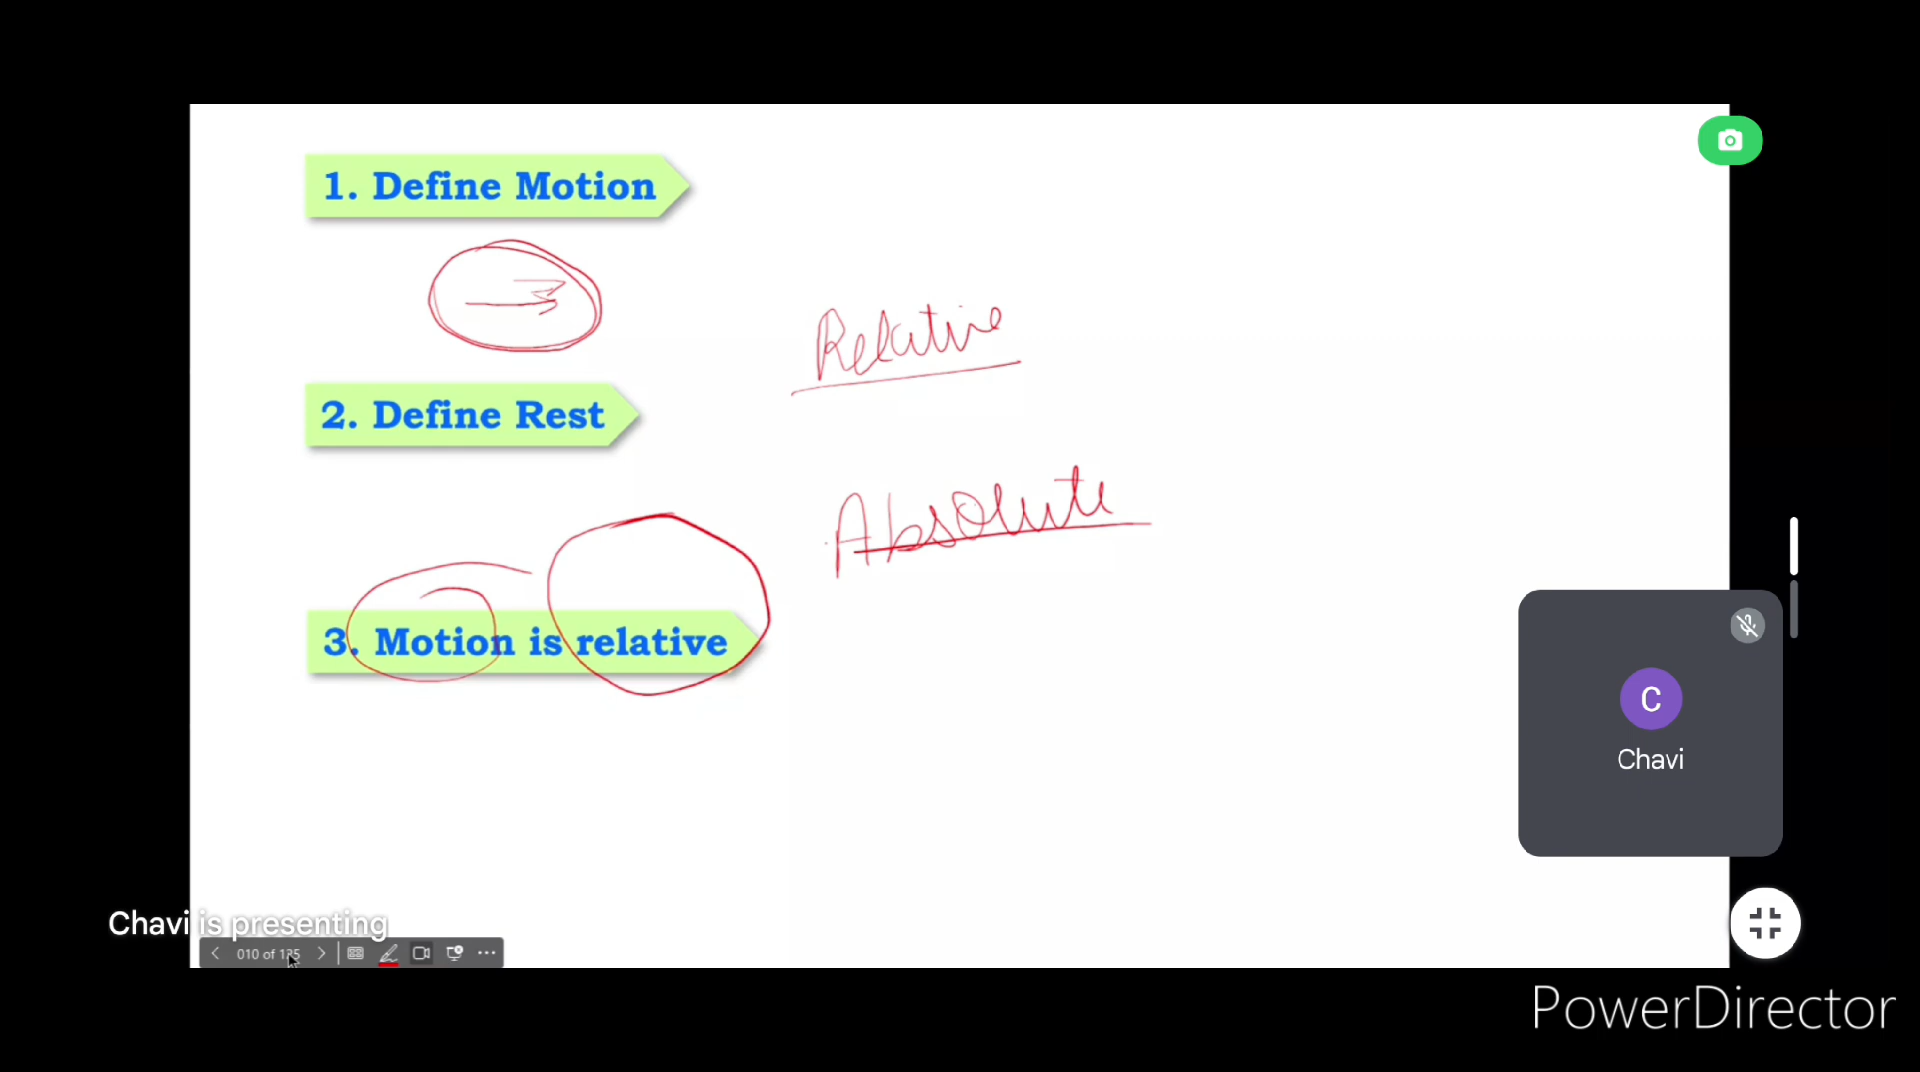 1. Define Motion
Relative
2. Define Rest
Absolute
3. Motion is relative
C
Chavi
Chavi is presenting
010 of 135
PowerDirector